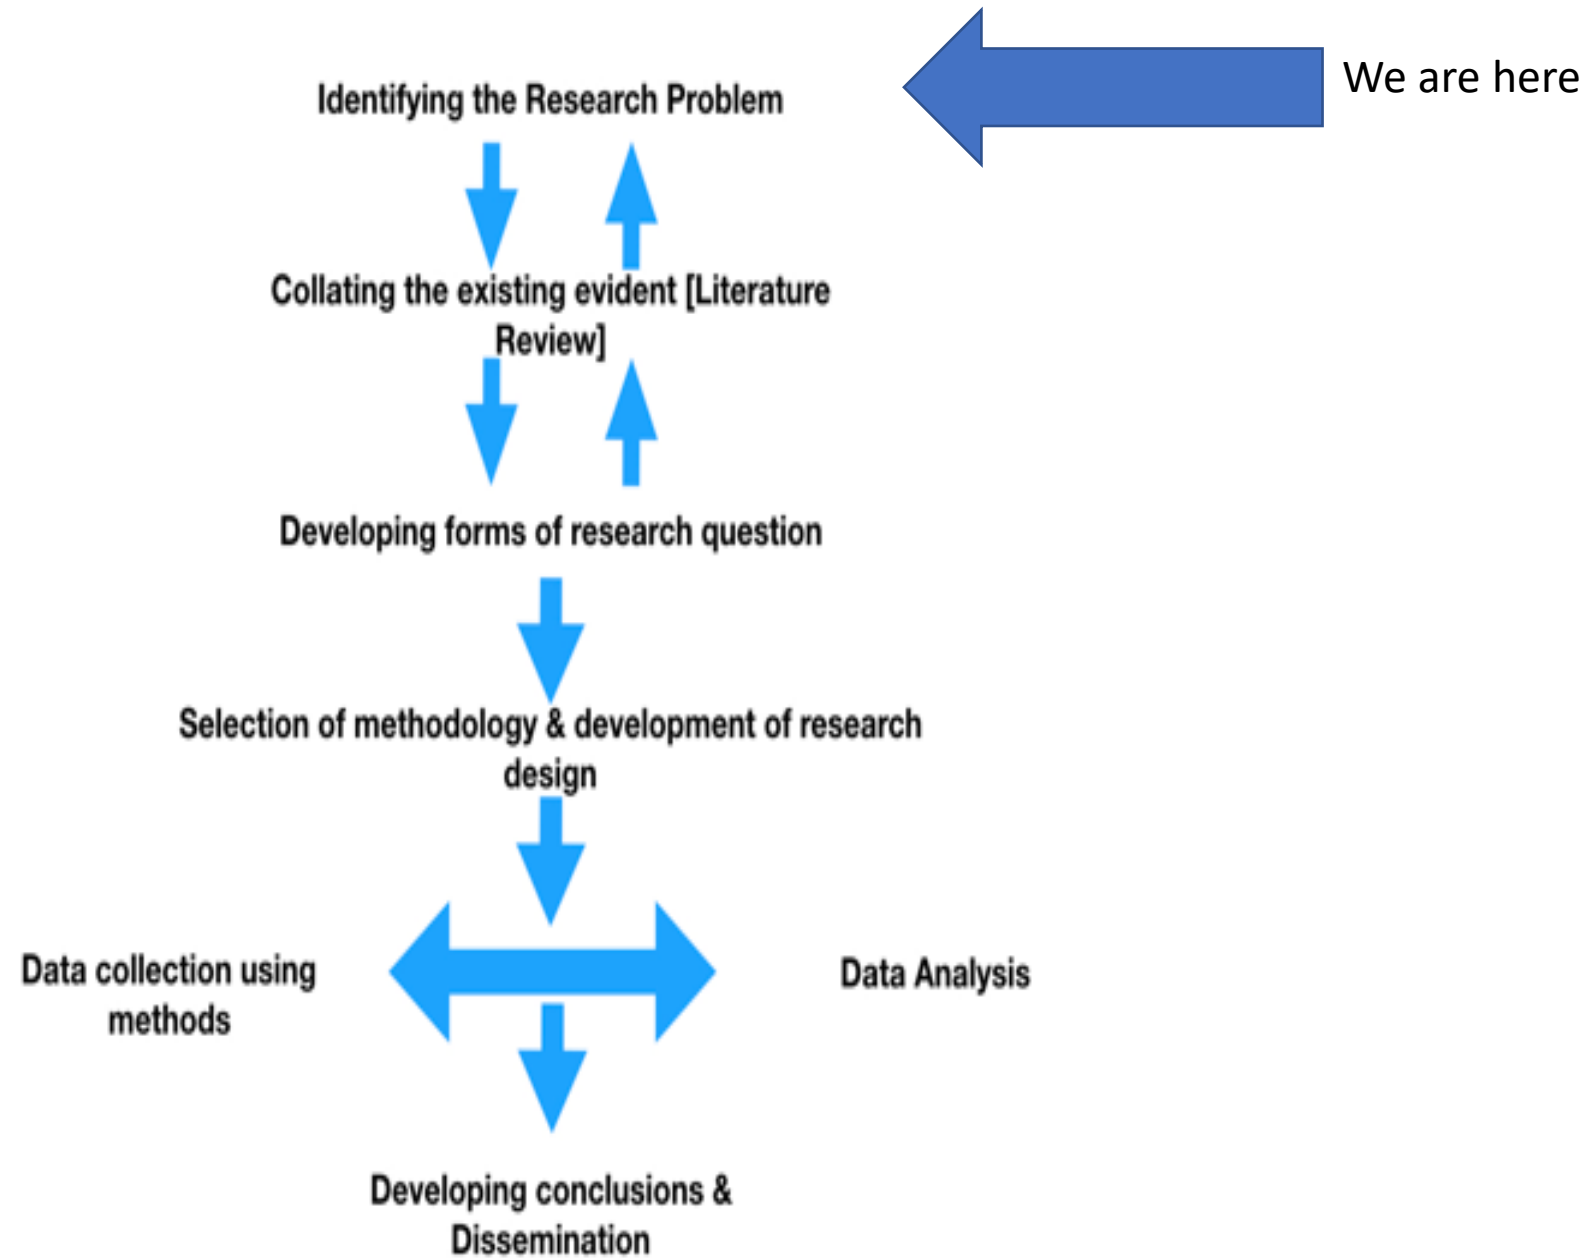 We are here
Identifying the Research Problem
Collating the existing evident [Literature
Review]
Developing forms of research question
Selection of methodology & development of research
design
Data collection using
methods
Data Analysis
Developing conclusions &
Dissemination